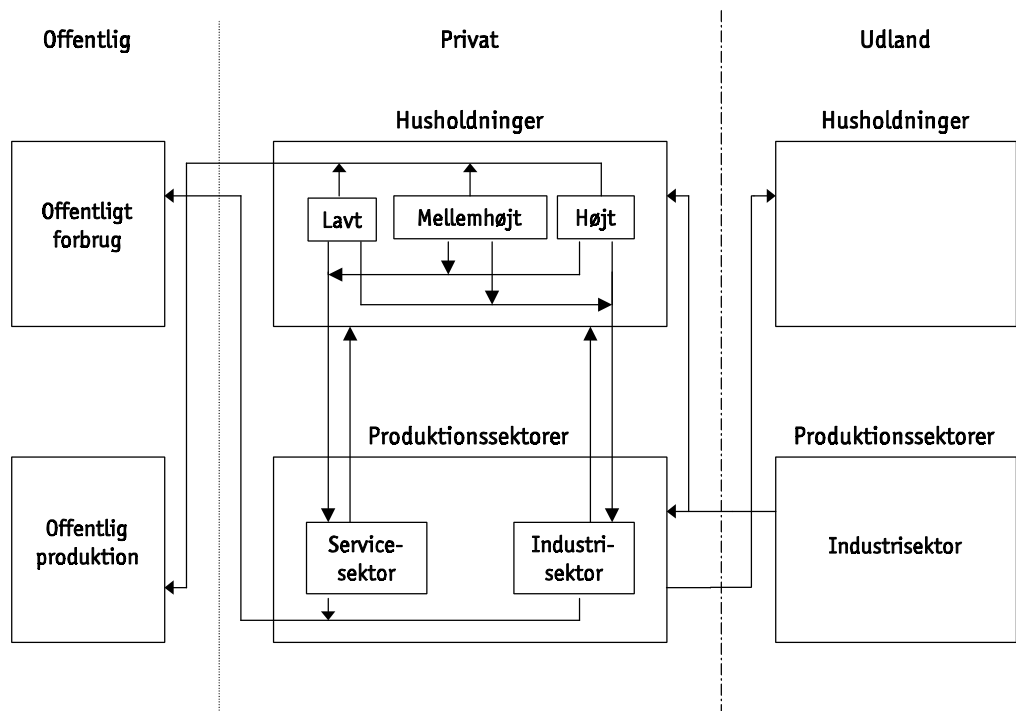 Offentlig
Privat
Udland
Husholdninger
Husholdninger
Offentligt
forbrug
Lavt
Mellemhøjt
Højt
Produktionssektorer
Produktionssektorer
Offentlig
produktion
Service-
sektor
Industri-
sektor
Industrisektor